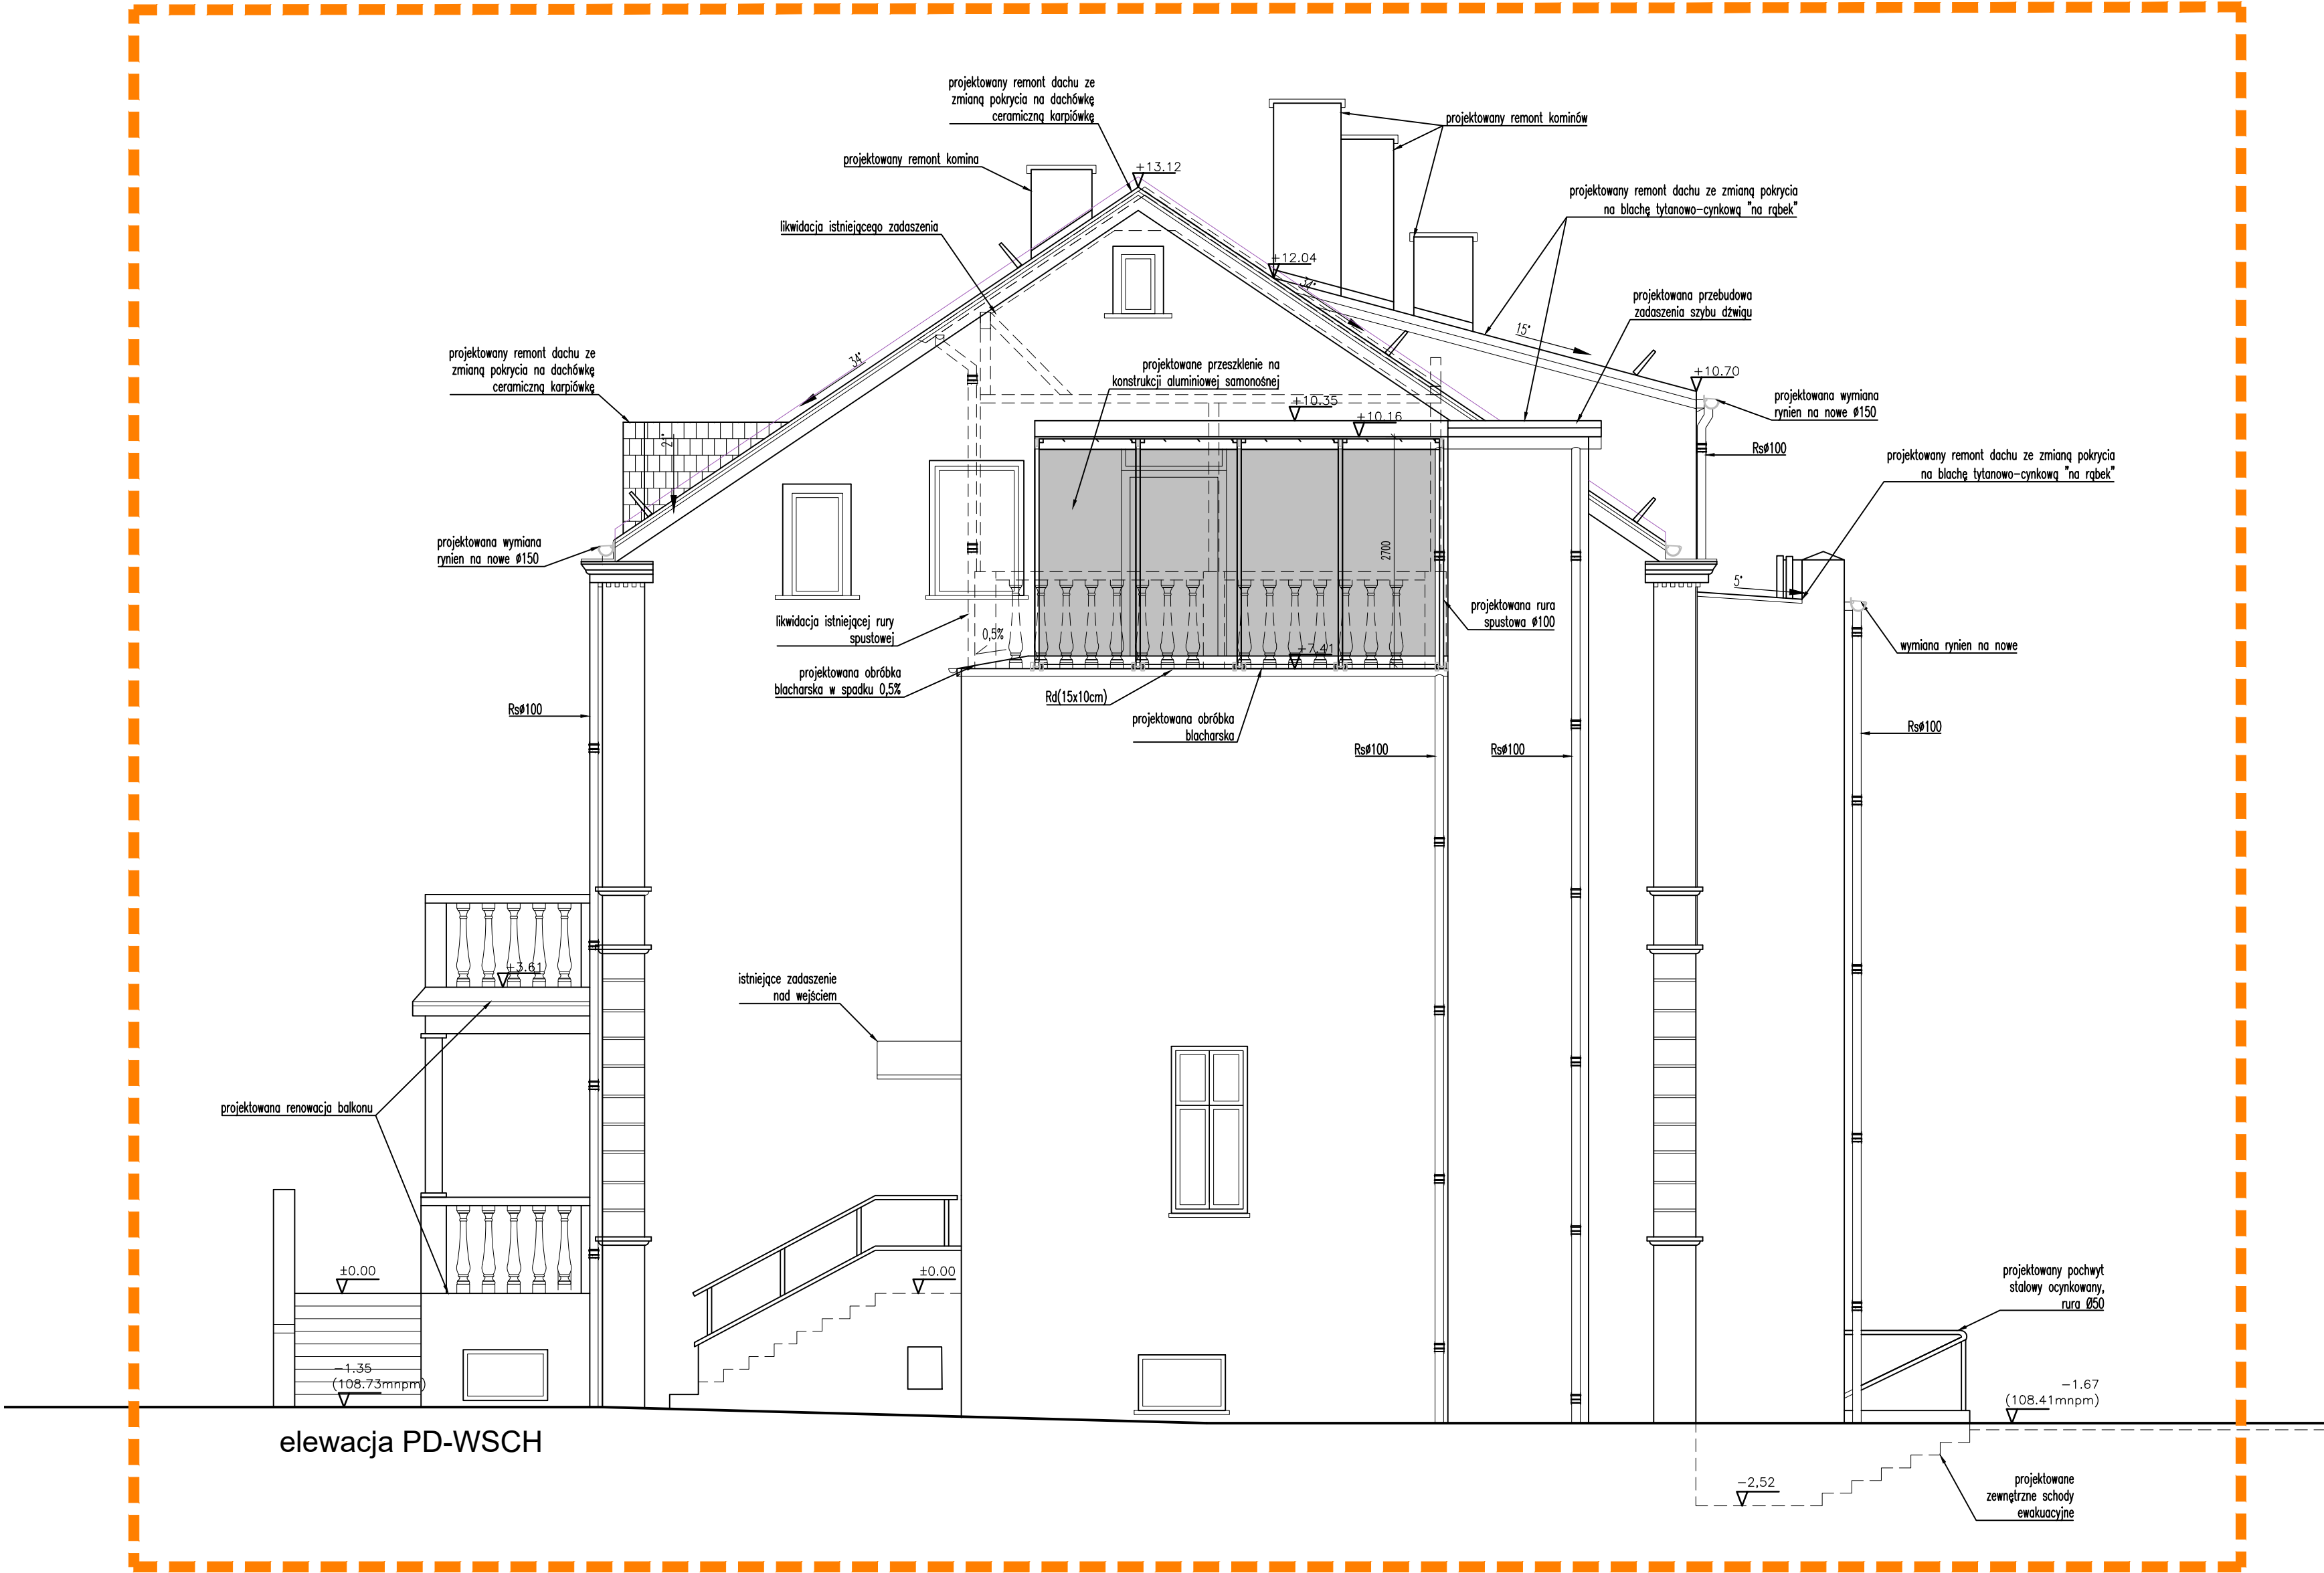 projektowany remont dachu ze
zmianą pokrycia na dachówkę
ceramiczną karpiówkę
projektowany remont kominów
projektowany remont komina
+13.12
projektowany remont dachu ze zmianą pokrycia
na blachę tytanowo-cynkową "na rąbek"
likwidacja istniejącego zadaszenia
+12.04
34°
projektowana przebudowa
zadaszenia szybu dźwigu
15°
projektowany remont dachu ze
zmianą pokrycia na dachówkę
ceramiczną karpiówkę
34°
projektowane przeszklenie na
konstrukcji aluminiowej samonośnej
+10.70
projektowana wymiana
rynien na nowe ø150
+10.35
+10.16
21°
Rsø100
projektowany remont dachu ze zmianą pokrycia
na blachę tytanowo-cynkową "na rąbek"
projektowana wymiana
rynien na nowe ø150
2700
5°
likwidacja istniejącej rury
spustowej
0,5%
projektowana rura
spustowa ø100
wymiana rynien na nowe
+7,41
projektowana obróbka
blacharska w spadku 0,5%
Rd(15x10cm)
projektowana obróbka
blacharska
Rsø100
Rsø100
Rsø100
Rsø100
+3.61
istniejące zadaszenie
nad wejściem
projektowana renowacja balkonu
±0.00
±0.00
projektowany pochwyt
stalowy ocynkowany,
rura Ø50
-1.35
(108.73mnpm)
-1.67
(108.41mnpm)
elewacja PD-WSCH
-2,52
projektowane
zewnętrzne schody
ewakuacyjne